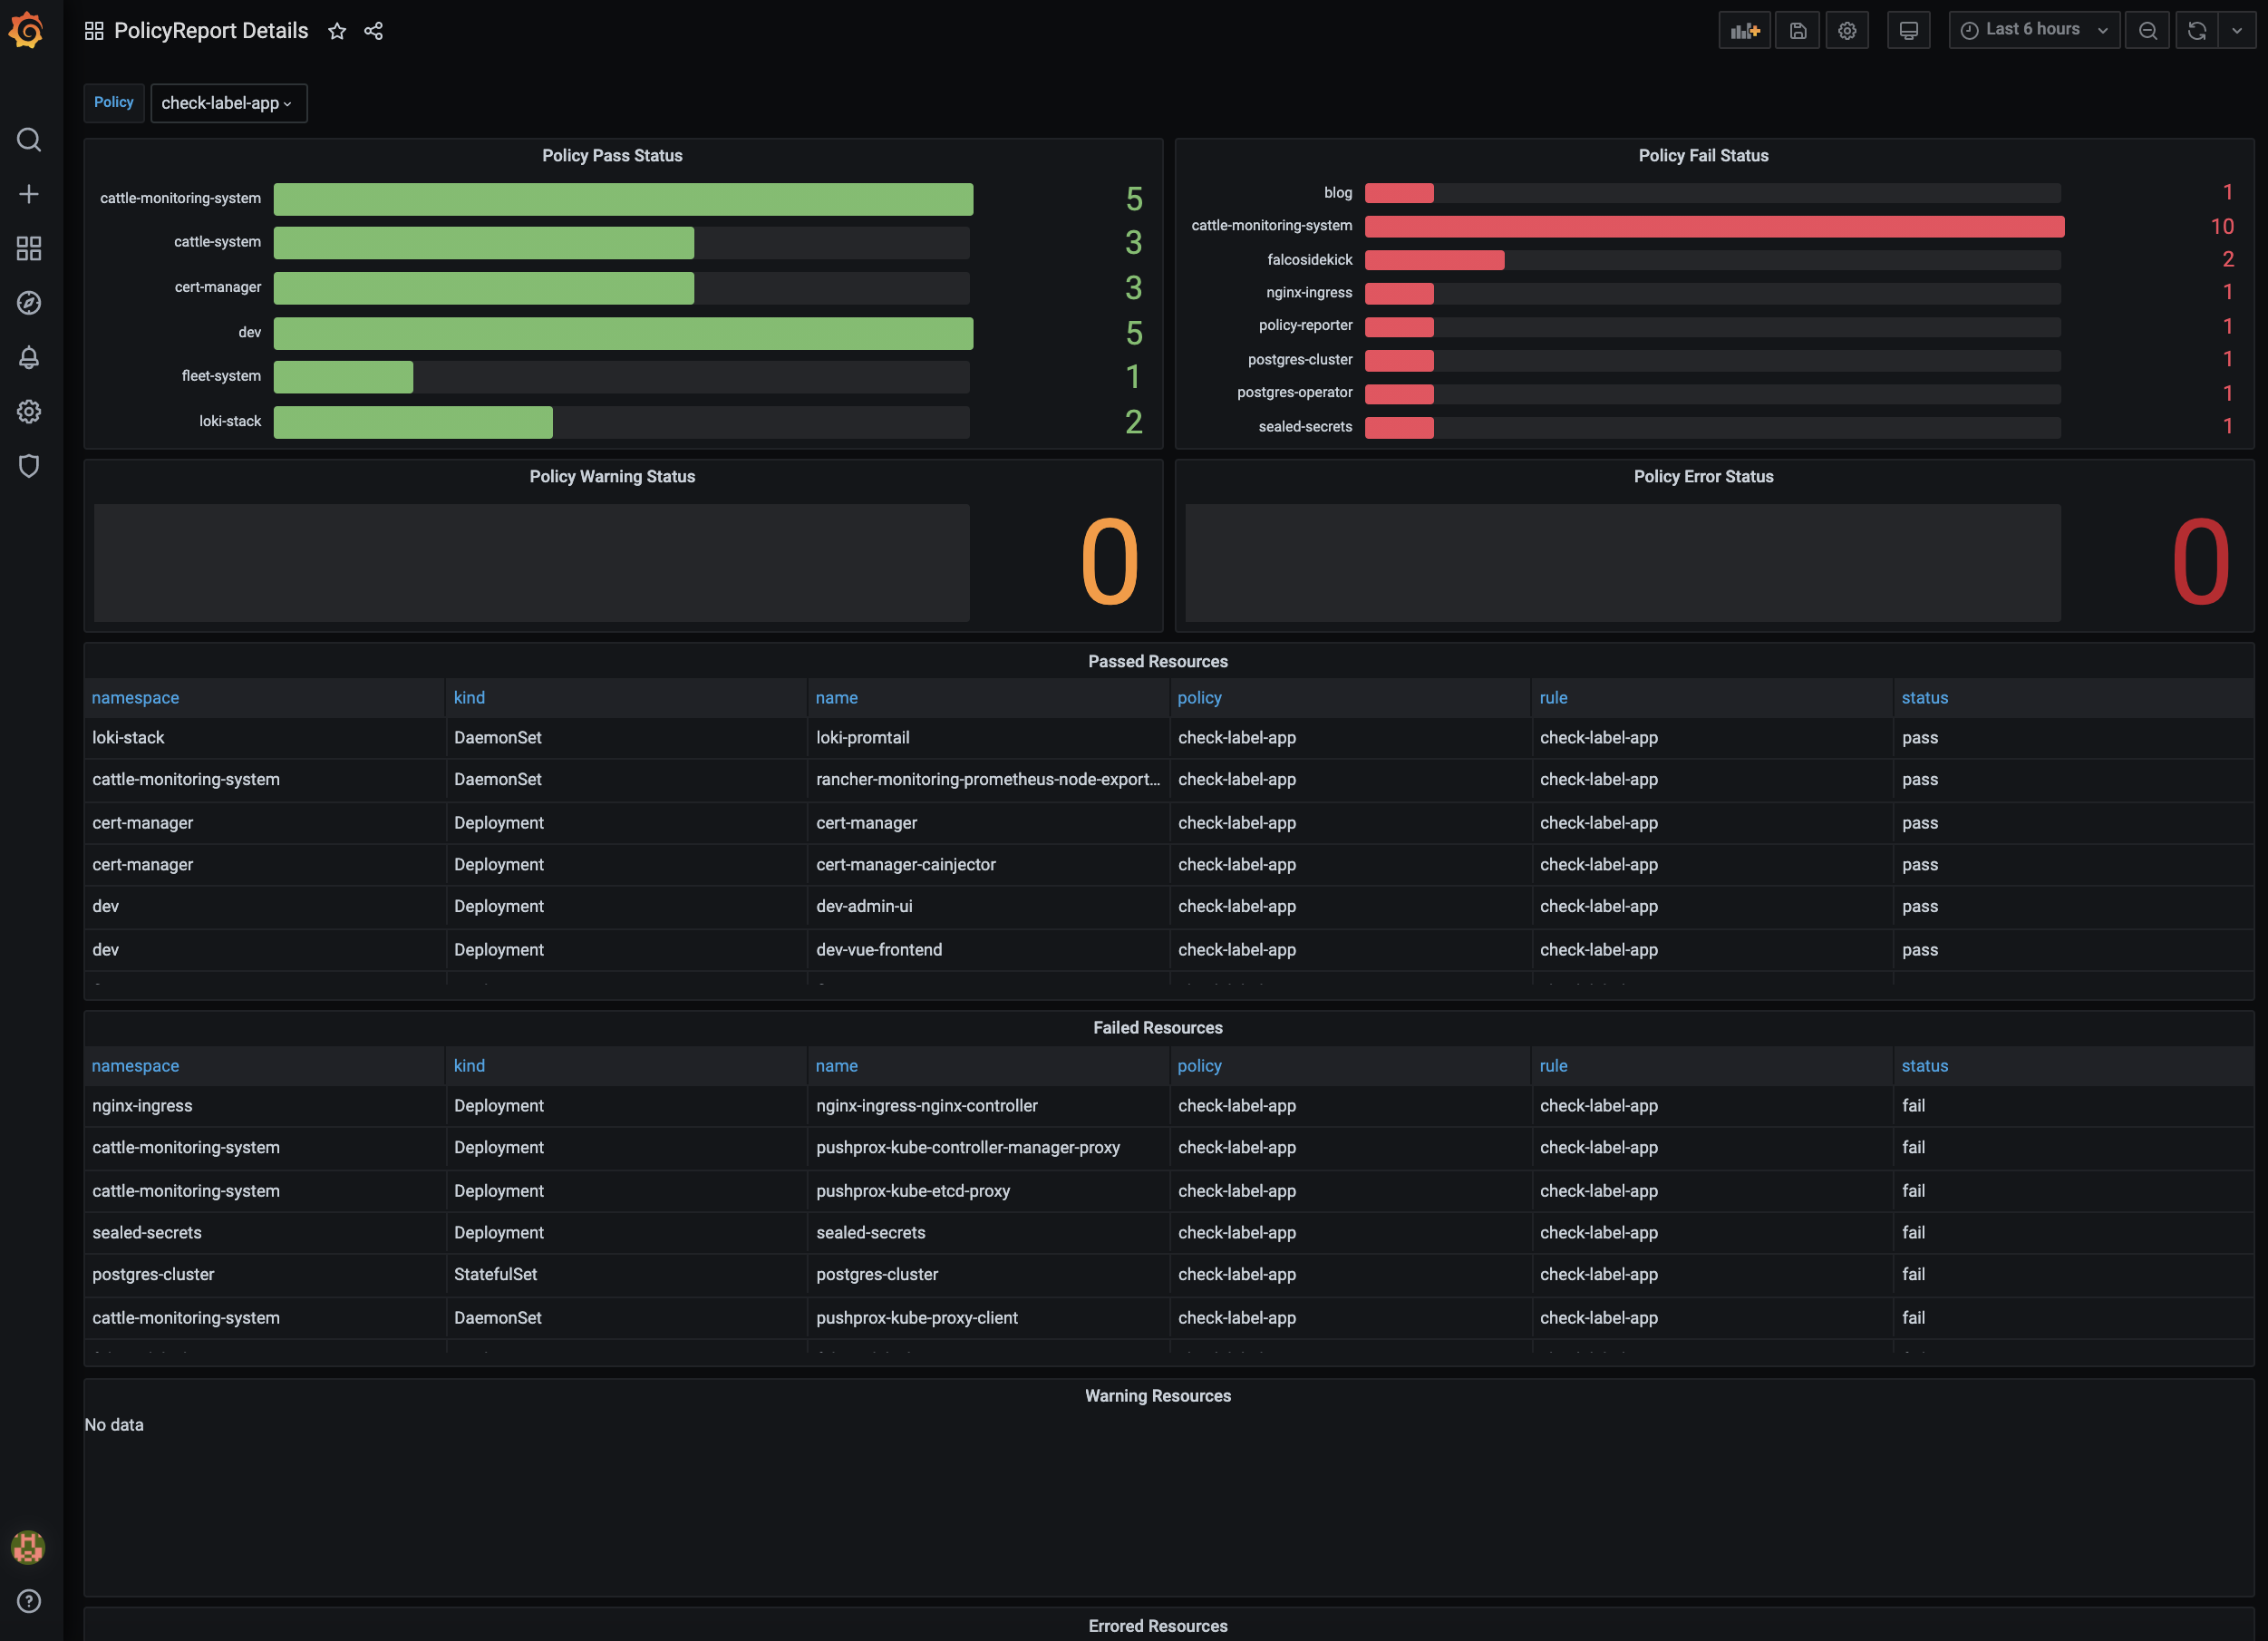 PolicyReport Details
Last 6 hours
Policy check-label-app
Policy Pass Status
cattle-monitoring-system 5
cattle-system 3
cert-manager 3
dev 5
fleet-system 1
loki-stack 2
Policy Fail Status
blog 1
cattle-monitoring-system 10
falcosidekick 2
nginx-ingress 1
policy-reporter 1
postgres-cluster 1
postgres-operator 1
sealed-secrets 1
Policy Warning Status
0
Policy Error Status
0
Passed Resources
namespace kind name policy rule status
loki-stack DaemonSet loki-promtail check-label-app check-label-app pass
cattle-monitoring-system DaemonSet rancher-monitoring-prometheus-node-export... check-label-app check-label-app pass
cert-manager Deployment cert-manager check-label-app check-label-app pass
cert-manager Deployment cert-manager-cainjector check-label-app check-label-app pass
dev Deployment dev-admin-ui check-label-app check-label-app pass
dev Deployment dev-vue-frontend check-label-app check-label-app pass
Failed Resources
namespace kind name policy rule status
nginx-ingress Deployment nginx-ingress-nginx-controller check-label-app check-label-app fail
cattle-monitoring-system Deployment pushprox-kube-controller-manager-proxy check-label-app check-label-app fail
cattle-monitoring-system Deployment pushprox-kube-etcd-proxy check-label-app check-label-app fail
sealed-secrets Deployment sealed-secrets check-label-app check-label-app fail
postgres-cluster StatefulSet postgres-cluster check-label-app check-label-app fail
cattle-monitoring-system DaemonSet pushprox-kube-proxy-client check-label-app check-label-app fail
Warning Resources
No data
Errored Resources